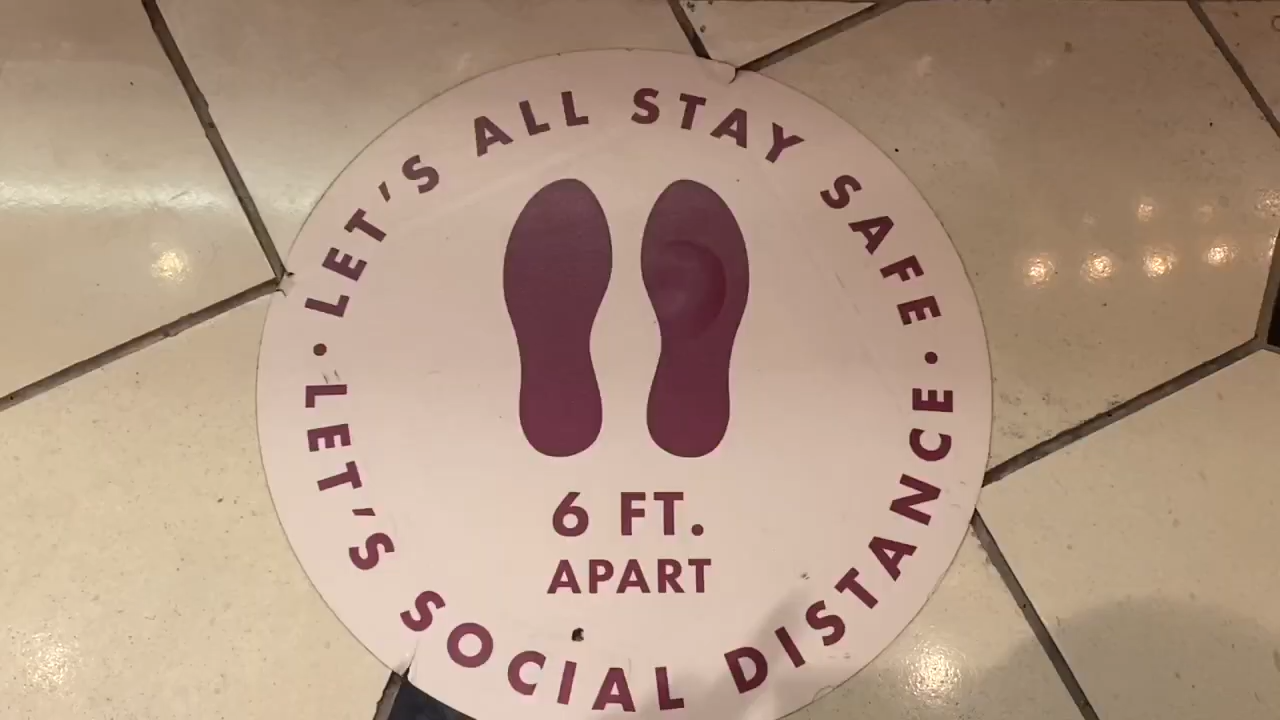 • LET'S ALL STAY SAFE •
6 FT.
APART
LET'S SOCIAL DISTANCE